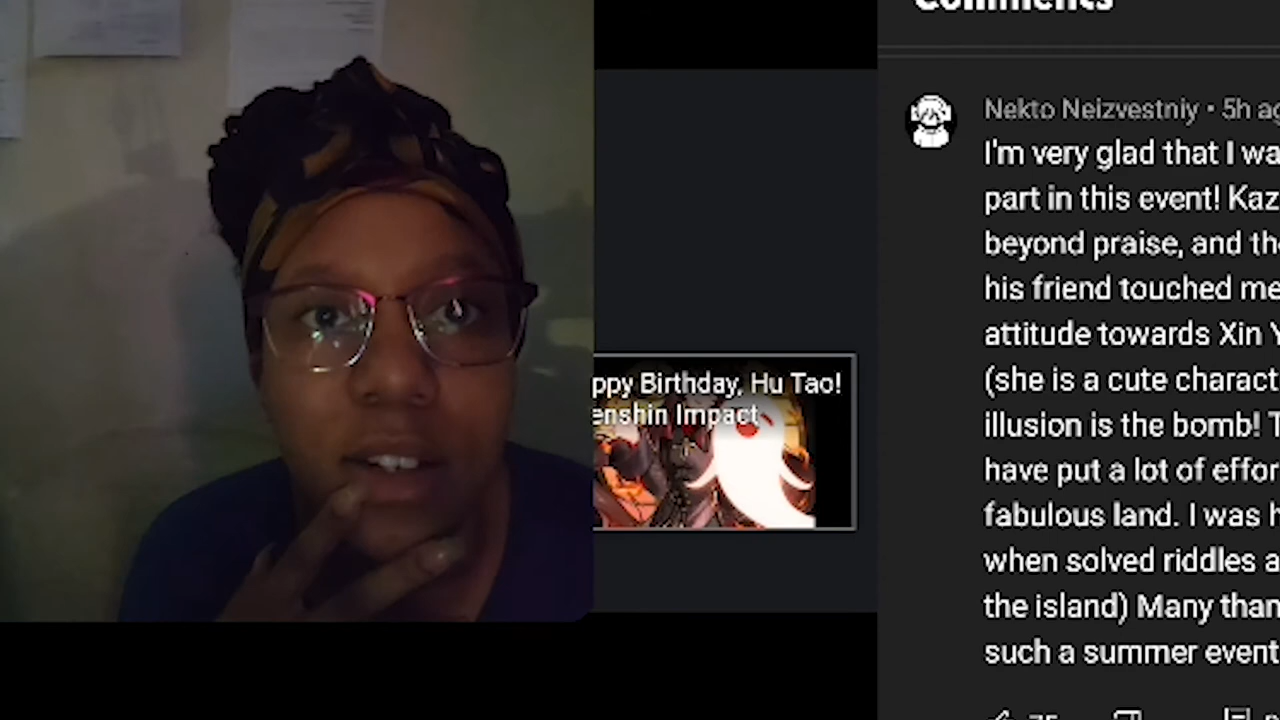 Comments
Nekto Neizvestniy • 5h ag
I'm very glad that I wa
part in this event! Kaz
beyond praise, and th
his friend touched me
attitude towards Xin Y
(she is a cute charact
illusion is the bomb! T
have put a lot of effor
fabulous land. I was h
when solved riddles a
the island) Many than
such a summer event
ppy Birthday, Hu Tao!
enshin Impact